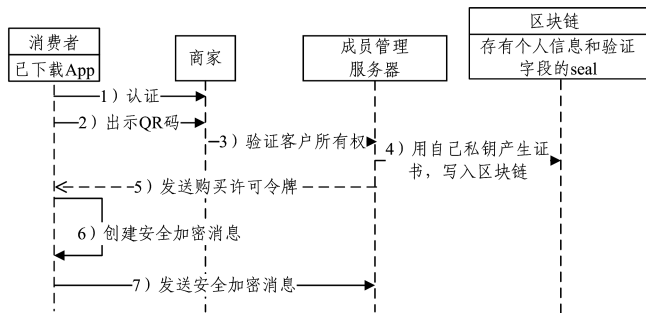 消费者
已下载App
商家
成员管理
服务器
区块链
存有个人信息和验证
字段的seal
1）认证
2）出示QR码
3）验证客户所有权
4）用自己私钥产生证
书，写入区块链
5）发送购买许可令牌
6）创建安全加密消息
7）发送安全加密消息